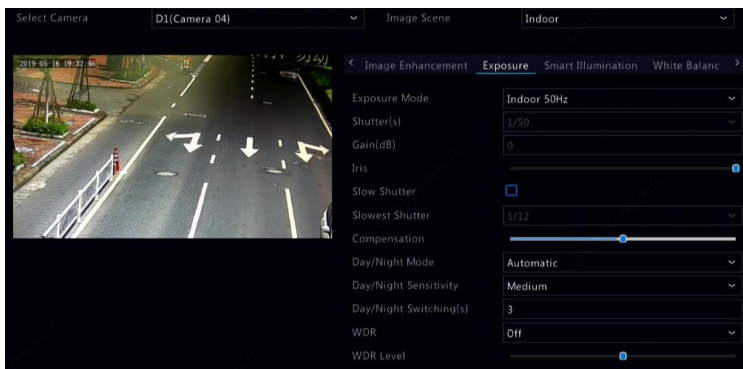 Select Camera D1(Camera 04) Image Scene Indoor
2019-05-16 19:32:46
Image Enhancement Exposure Smart Illumination White Balanc
Exposure Mode Indoor 50Hz
Shutter(s) 1/50
Gain(dB) 0
Iris
Slow Shutter
Slowest Shutter 1/12
Compensation
Day/Night Mode Automatic
Day/Night Sensitivity Medium
Day/Night Switching(s) 3
WDR Off
WDR Level